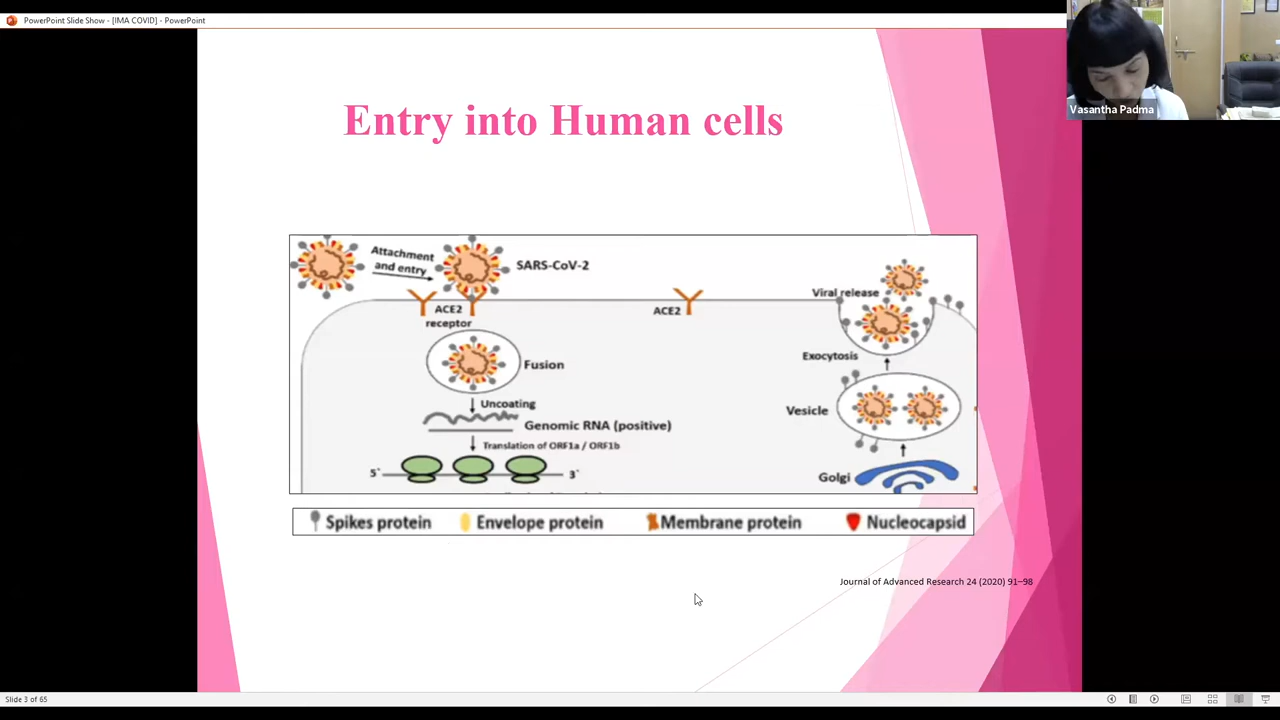 PowerPoint Slide Show - [IMA COVID] - PowerPoint
Vasantha Padma
Entry into Human cells
Attachment
and entry
SARS-CoV-2
ACE2
receptor
ACE2
Viral release
Fusion
Exocytosis
Uncoating
Genomic RNA (positive)
Vesicle
Translation of ORF1a / ORF1b
5`
3`
Golgi
Spikes protein
Envelope protein
Membrane protein
Nucleocapsid
Journal of Advanced Research 24 (2020) 91–98
Slide 3 of 65